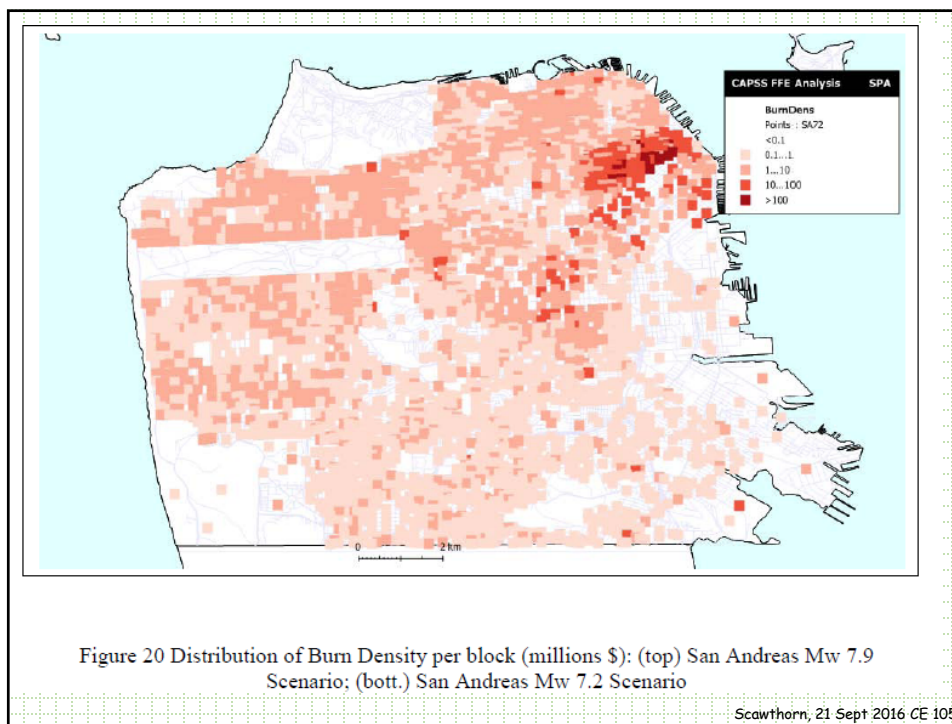 CAPSS FFE Analysis SPA
BurnDens
Points : SA72
<0.1
0.1...1
1...10
10...100
>100
0 2 km
Figure 20 Distribution of Burn Density per block (millions $): (top) San Andreas Mw 7.9
Scenario; (bott.) San Andreas Mw 7.2 Scenario
Scawthorn, 21 Sept 2016 CE 105